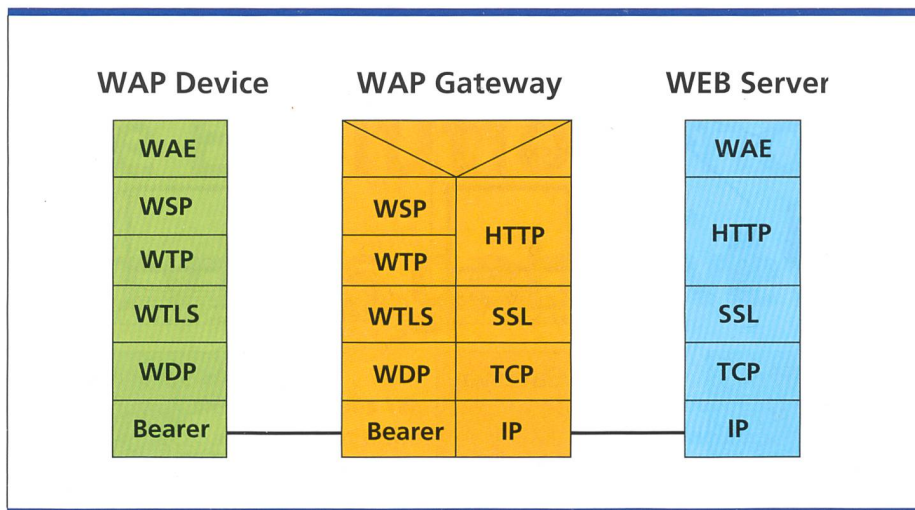 WAP Device
WAP Gateway
WEB Server
WAE
WSP
WTP
WTLS
WDP
Bearer
WSP
WTP
WTLS
WDP
Bearer
HTTP
SSL
TCP
IP
WAE
HTTP
SSL
TCP
IP